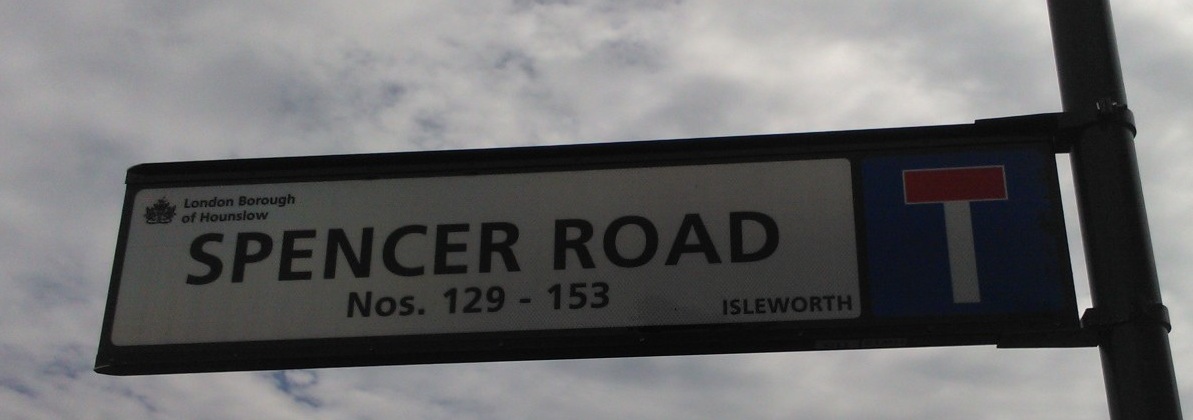 London Borough
of Hounslow
SPENCER ROAD
Nos. 129 - 153
ISLEWORTH